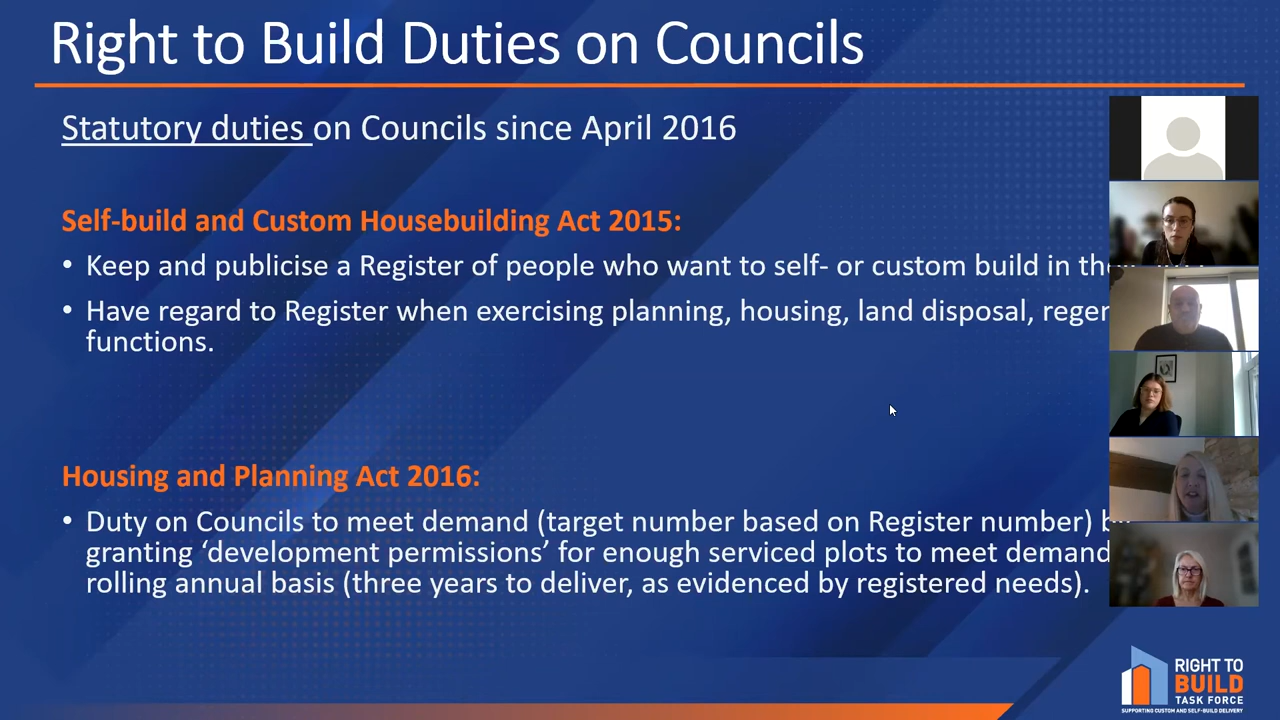 Right to Build Duties on Councils
Statutory duties on Councils since April 2016
Self-build and Custom Housebuilding Act 2015:
• Keep and publicise a Register of people who want to self- or custom build in
• Have regard to Register when exercising planning, housing, land disposal,
functions.
Housing and Planning Act 2016:
• Duty on Councils to meet demand (target number based on Register number)
granting ‘development permissions’ for enough serviced plots to meet demand
rolling annual basis (three years to deliver, as evidenced by registered needs).
RIGHT TO
BUILD
TASK FORCE
SUPPORTING CUSTOM AND SELF-BUILD DELIVERY